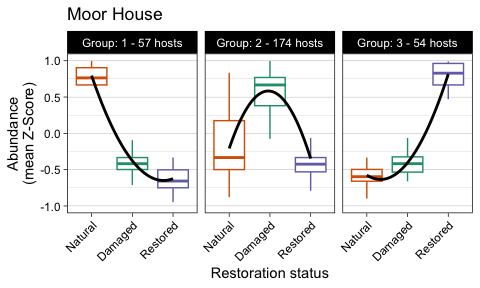 Moor House
Group: 1 - 57 hosts
Group: 2 - 174 hosts
Group: 3 - 54 hosts
Abundance
(mean Z-Score)
1.0
0.5
0.0
-0.5
-1.0
Natural
Damaged
Restored
Natural
Damaged
Restored
Natural
Damaged
Restored
Restoration status